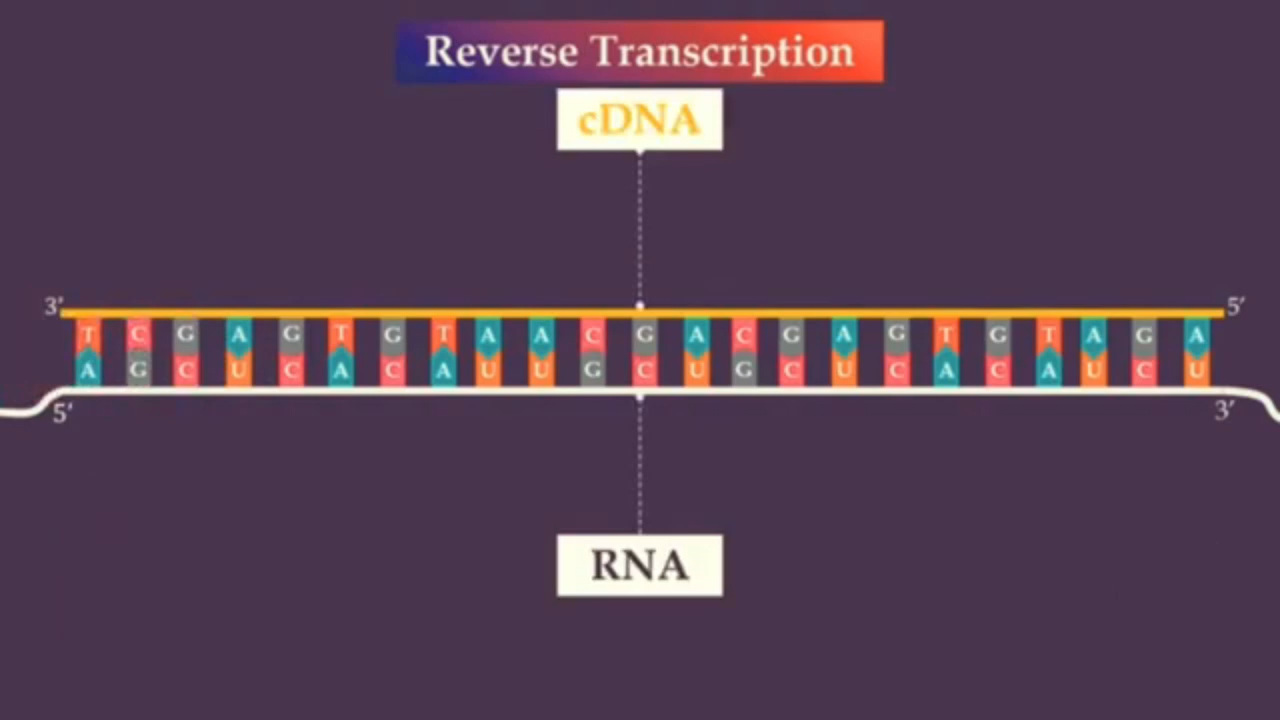 Reverse Transcription
cDNA
3′ 5′
T C G A G T G T A A C G A C G A G T G T A G A
A G C U C A C A U U G C U G C U C A C A U C U
5′ 3′
RNA